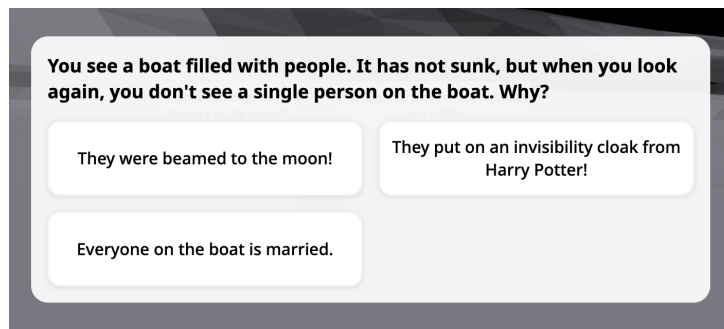 You see a boat filled with people. It has not sunk, but when you look
again, you don't see a single person on the boat. Why?
They were beamed to the moon!
They put on an invisibility cloak from
Harry Potter!
Everyone on the boat is married.